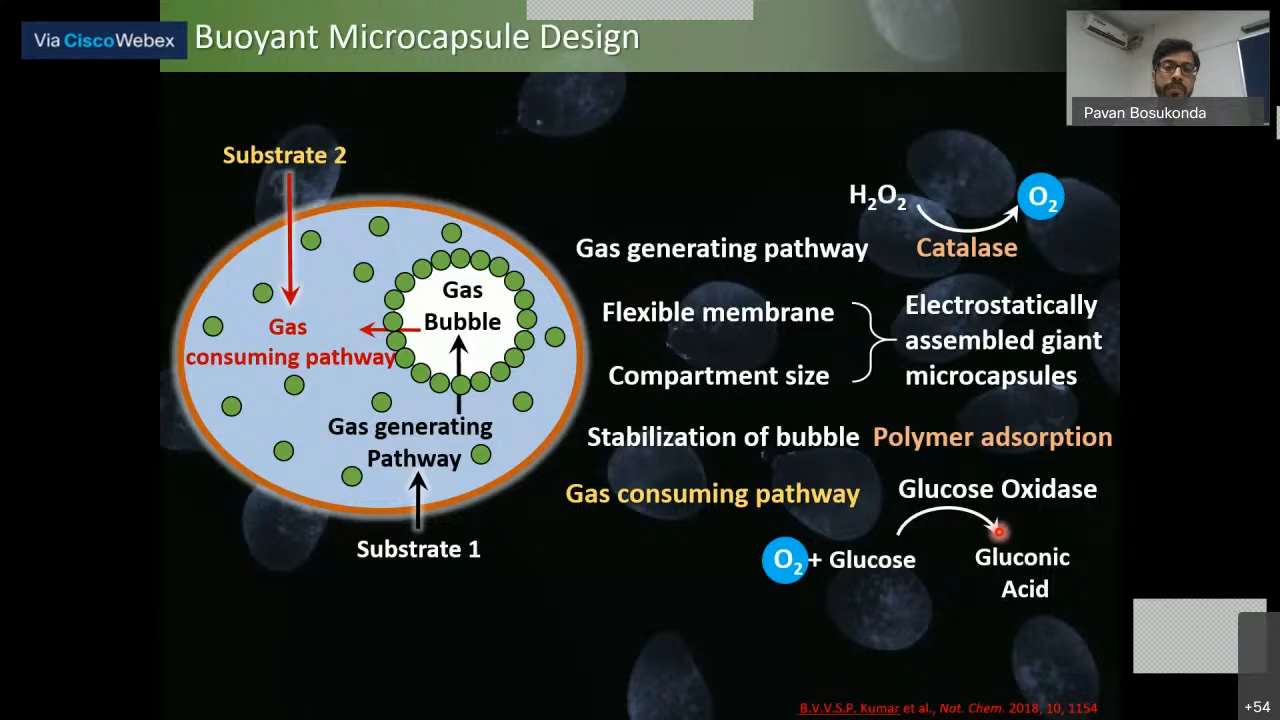 Via Cisco Webex
Buoyant Microcapsule Design
Pavan Bosukonda
Substrate 2
Gas
Bubble
Gas
consuming pathway
Gas generating
Pathway
Substrate 1
H₂O₂
O₂
Gas generating pathway
Catalase
Flexible membrane
Compartment size
Electrostatically
assembled giant
microcapsules
Stabilization of bubble
Polymer adsorption
Gas consuming pathway
Glucose Oxidase
O₂ + Glucose
Gluconic
Acid
B.V.V.S.P. Kumar et al., Nat. Chem. 2018, 10, 1154
+54